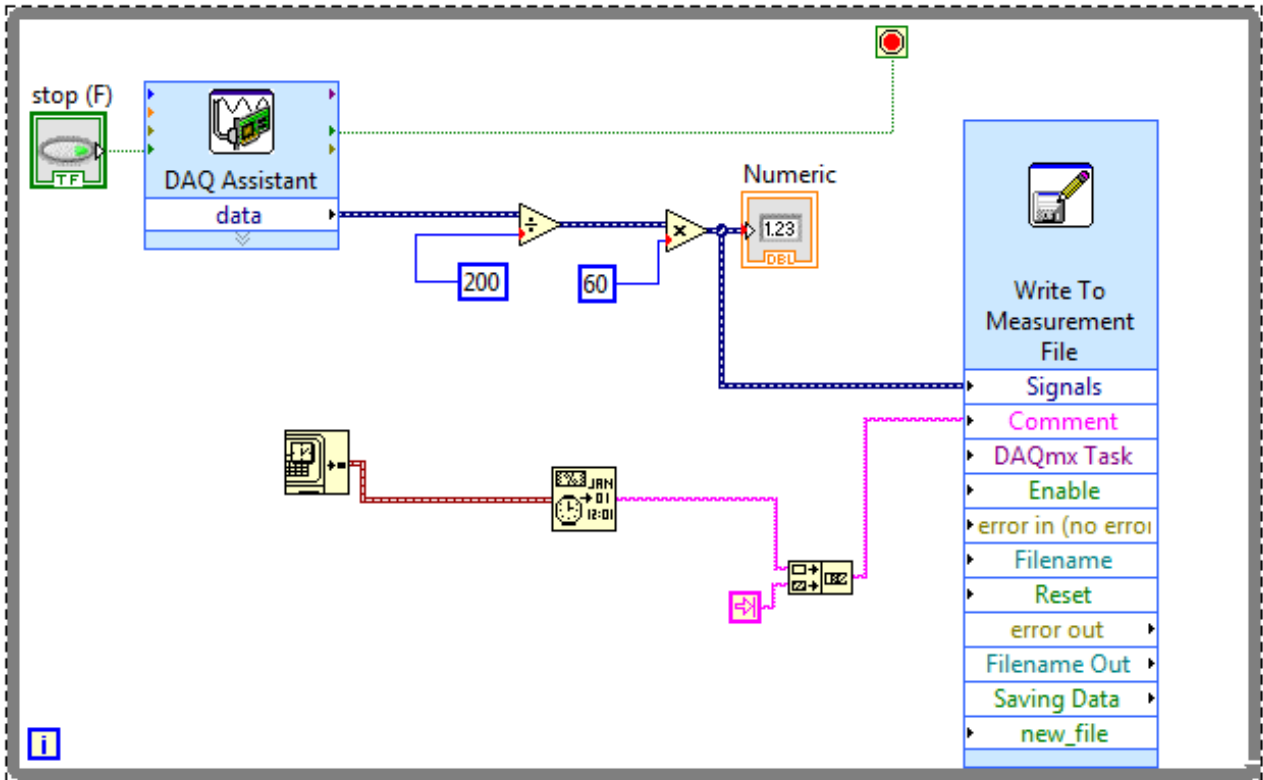 stop (F)
TF
DAQ Assistant
data
÷
200
×
60
Numeric
1.23
DBL
Write To
Measurement
File
Signals
Comment
DAQmx Task
Enable
error in (no error
Filename
Reset
error out
Filename Out
Saving Data
new_file
JAN
01
12:01
i